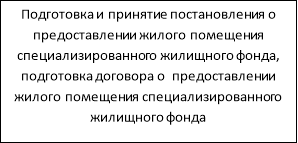 Подготовка и принятие постановления о
предоставлении жилого помещения
специализированного жилищного фонда,
подготовка договора о предоставлении
жилого помещения специализированного
жилищного фонда